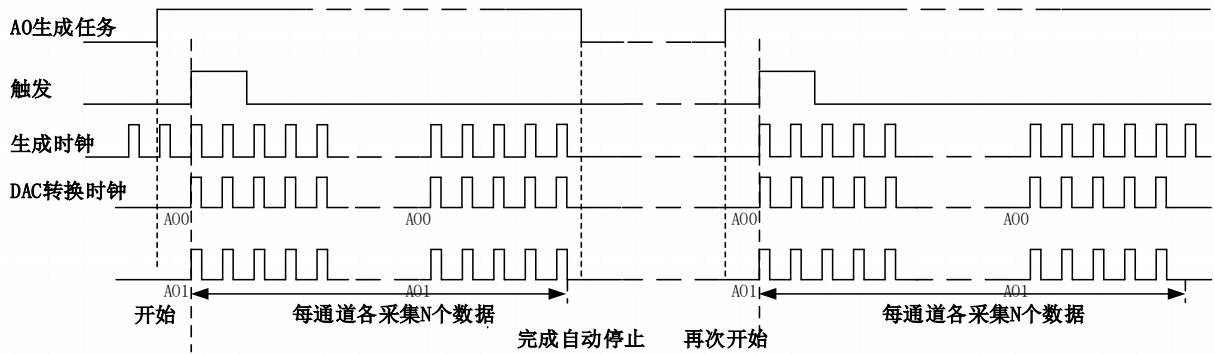 AO生成任务
触发
生成时钟
DAC转换时钟
AO0 AO0 AO0 AO0
AO1 AO1 AO1 AO1
开始 每通道各采集N个数据 每通道各采集N个数据
完成自动停止 再次开始